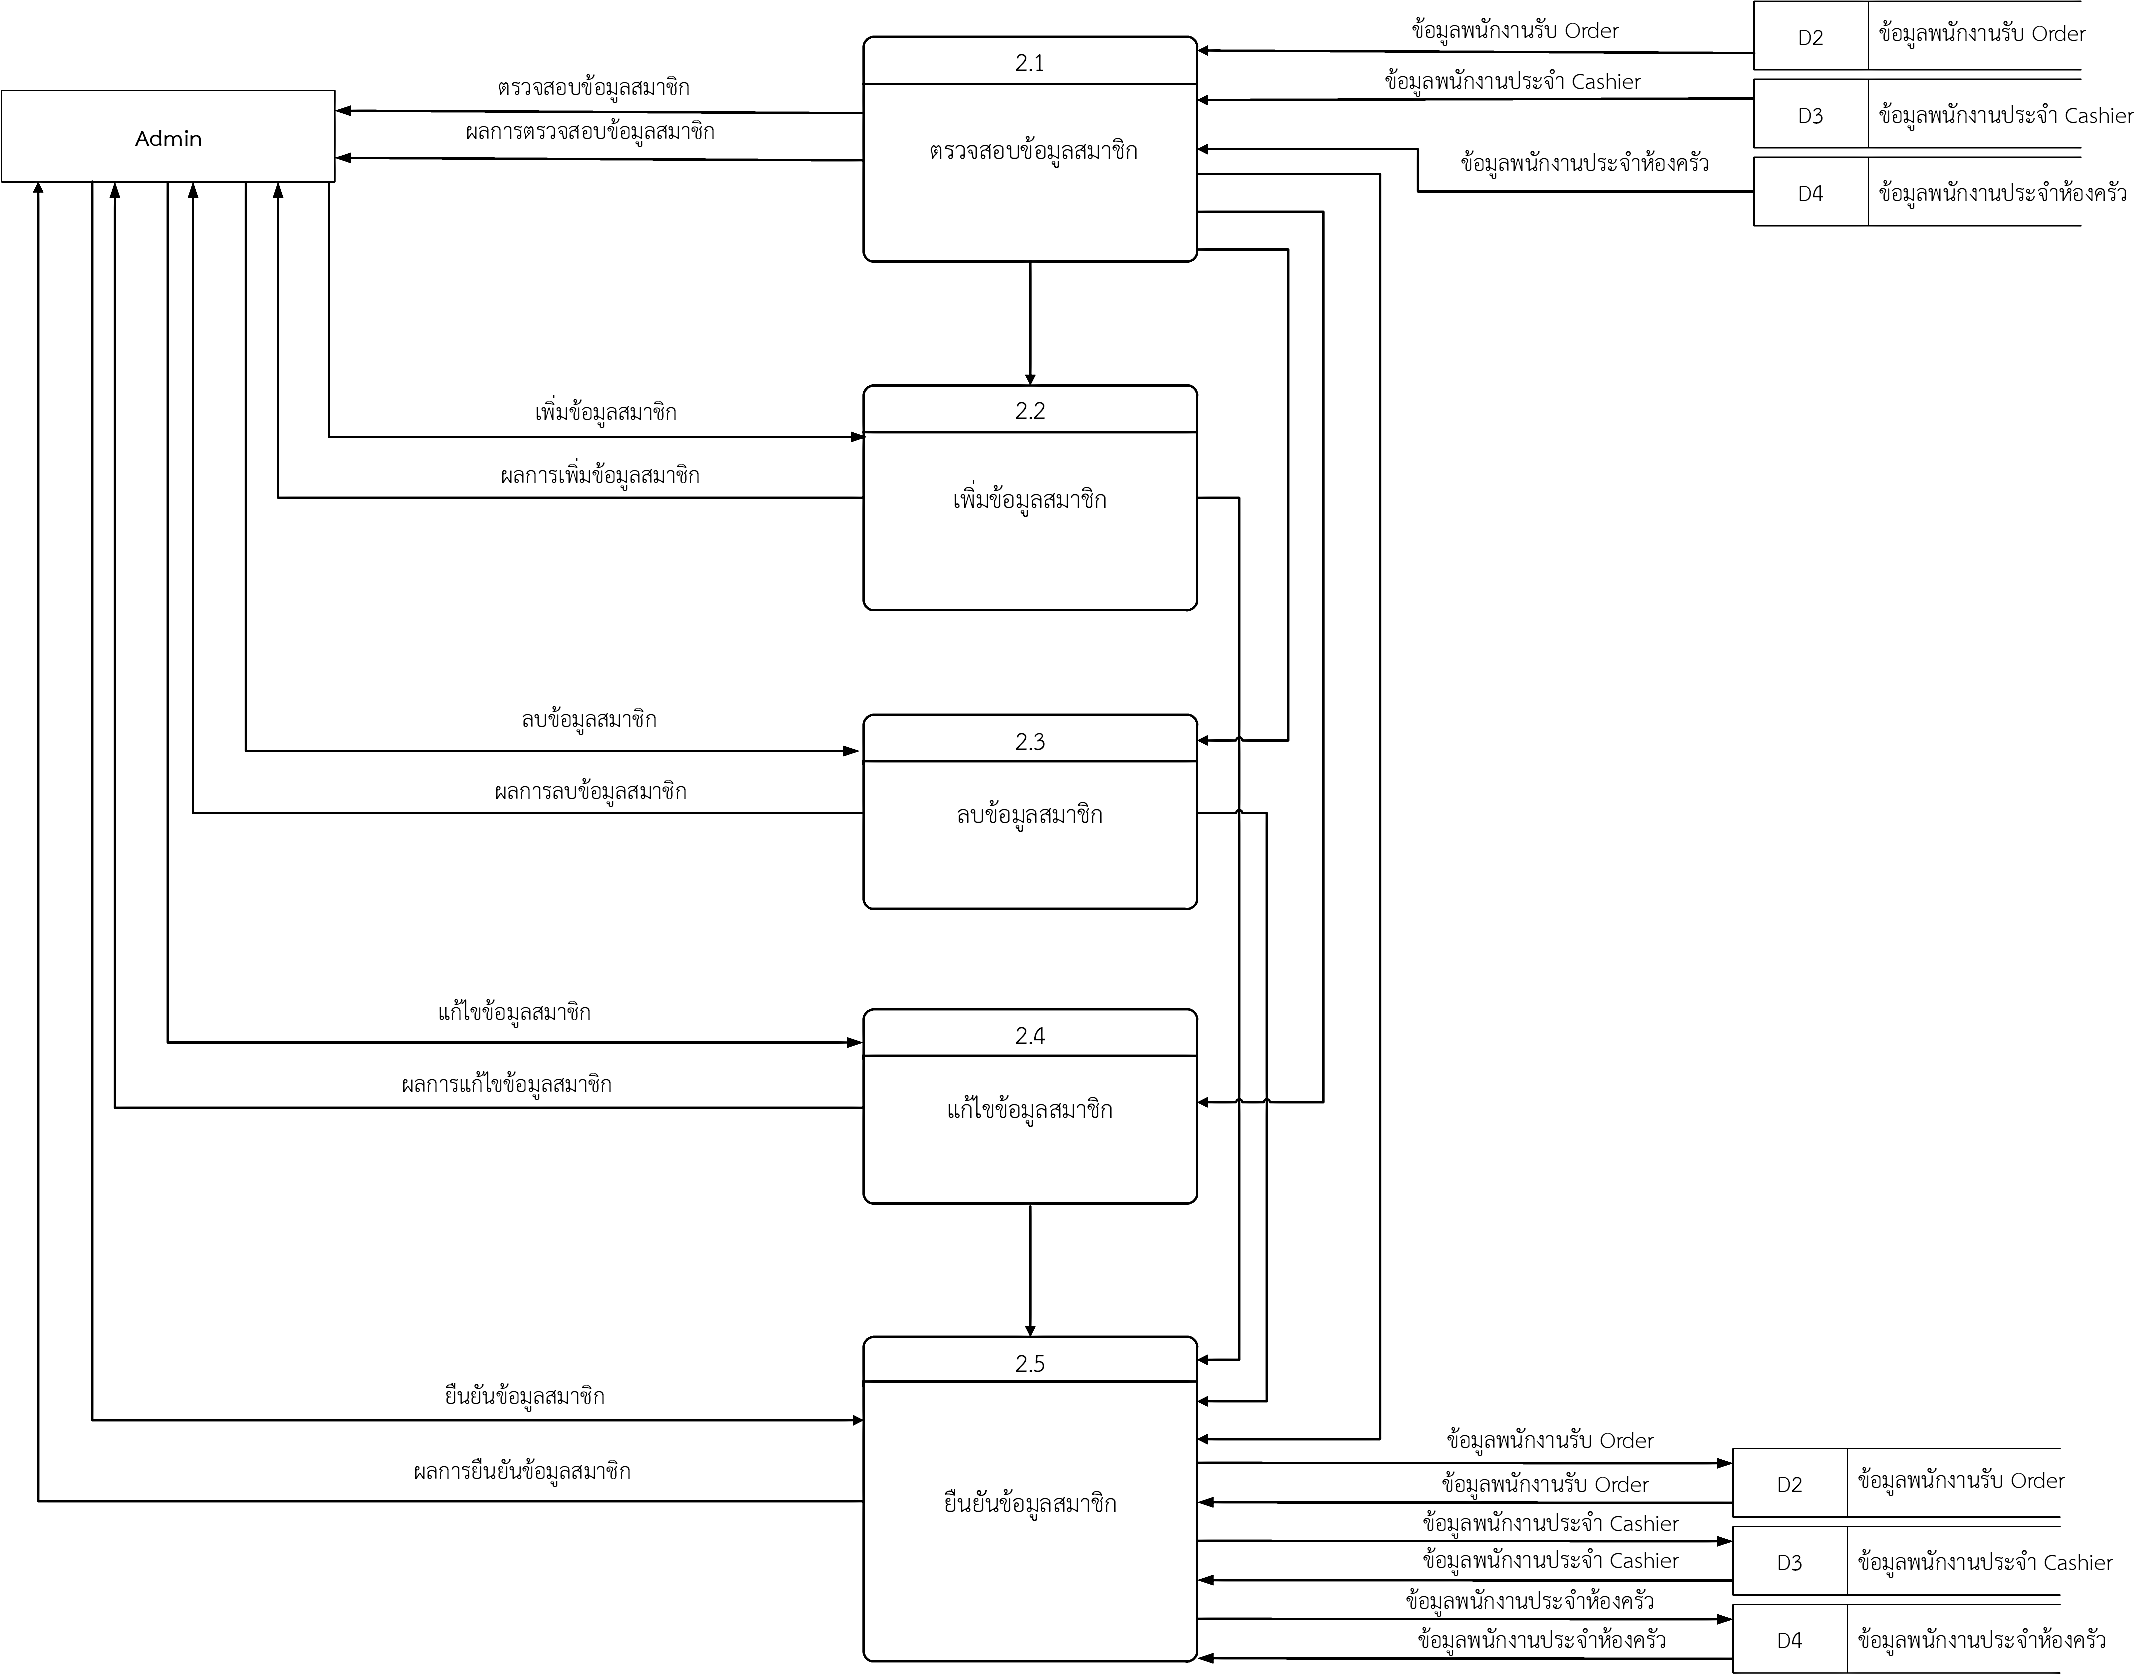 ข้อมูลพนักงานรับ Order
D2
ข้อมูลพนักงานรับ Order
2.1
ข้อมูลพนักงานประจำ Cashier
D3
ข้อมูลพนักงานประจำ Cashier
ตรวจสอบข้อมูลสมาชิก
ผลการตรวจสอบข้อมูลสมาชิก
Admin
ตรวจสอบข้อมูลสมาชิก
ข้อมูลพนักงานประจำห้องครัว
D4
ข้อมูลพนักงานประจำห้องครัว
2.2
เพิ่มข้อมูลสมาชิก
ผลการเพิ่มข้อมูลสมาชิก
เพิ่มข้อมูลสมาชิก
ลบข้อมูลสมาชิก
2.3
ผลการลบข้อมูลสมาชิก
ลบข้อมูลสมาชิก
แก้ไขข้อมูลสมาชิก
2.4
ผลการแก้ไขข้อมูลสมาชิก
แก้ไขข้อมูลสมาชิก
2.5
ยืนยันข้อมูลสมาชิก
ผลการยืนยันข้อมูลสมาชิก
ยืนยันข้อมูลสมาชิก
ข้อมูลพนักงานรับ Order
ข้อมูลพนักงานรับ Order
D2
ข้อมูลพนักงานรับ Order
ข้อมูลพนักงานประจำ Cashier
ข้อมูลพนักงานประจำ Cashier
D3
ข้อมูลพนักงานประจำ Cashier
ข้อมูลพนักงานประจำห้องครัว
ข้อมูลพนักงานประจำห้องครัว
D4
ข้อมูลพนักงานประจำห้องครัว